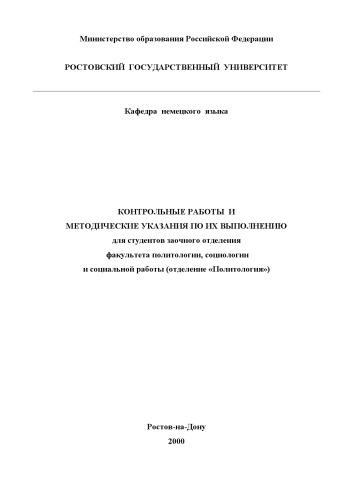 Министерство образования Российской Федерации
РОСТОВСКИЙ ГОСУДАРСТВЕННЫЙ УНИВЕРСИТЕТ
Кафедра немецкого языка
КОНТРОЛЬНЫЕ РАБОТЫ И
МЕТОДИЧЕСКИЕ УКАЗАНИЯ ПО ИХ ВЫПОЛНЕНИЮ
для студентов заочного отделения
факультета политологии, социологии
и социальной работы (отделение «Политология»)
Ростов-на-Дону
2000